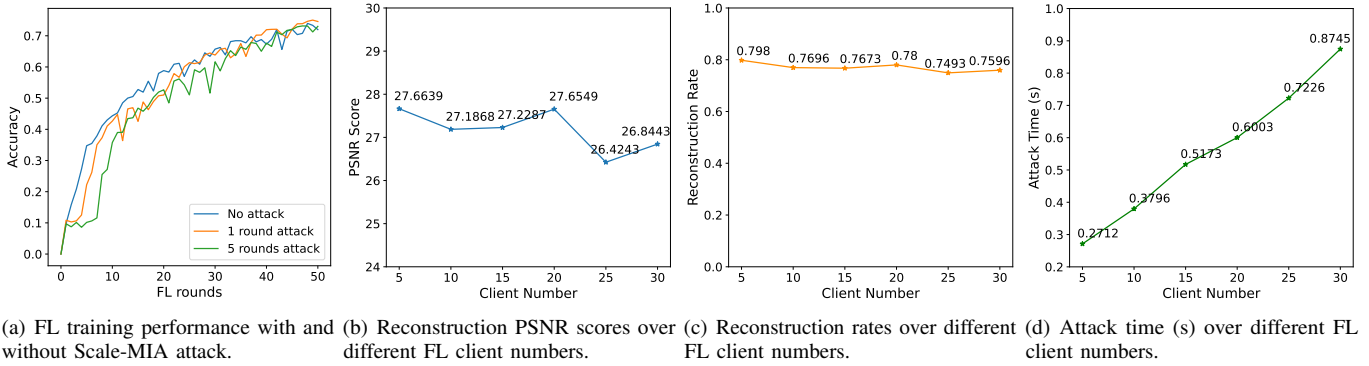 0.7
0.6
0.5
0.4
0.3
0.2
0.1
0.0
Accuracy
No attack
1 round attack
5 rounds attack
0 10 20 30 40 50
FL rounds
30
29
28
27
26
25
24
PSNR Score
27.6639
27.1868
27.2287
27.6549
26.4243
26.8443
5 10 15 20 25 30
Client Number
1.0
0.8
0.6
0.4
0.2
0.0
Reconstruction Rate
0.798
0.7696
0.7673
0.78
0.7493
0.7596
5 10 15 20 25 30
Client Number
1.0
0.9
0.8
0.7
0.6
0.5
0.4
0.3
0.2
Attack Time (s)
0.2712
0.3796
0.5173
0.6003
0.7226
0.8745
5 10 15 20 25 30
Client Number
(a) FL training performance with and
without Scale-MIA attack.
(b) Reconstruction PSNR scores over
different FL client numbers.
(c) Reconstruction rates over different
FL client numbers.
(d) Attack time (s) over different FL
client numbers.